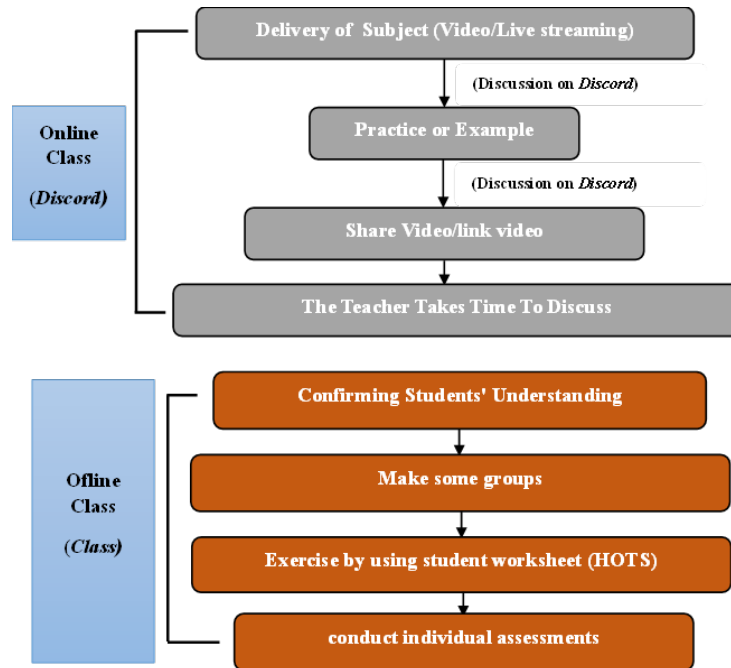 Delivery of Subject (Video/Live streaming)
(Discussion on Discord)
Online
Class
(Discord)
Practice or Example
(Discussion on Discord)
Share Video/link video
The Teacher Takes Time To Discuss
Confirming Students' Understanding
Make some groups
Ofline
Class
(Class)
Exercise by using student worksheet (HOTS)
conduct individual assessments